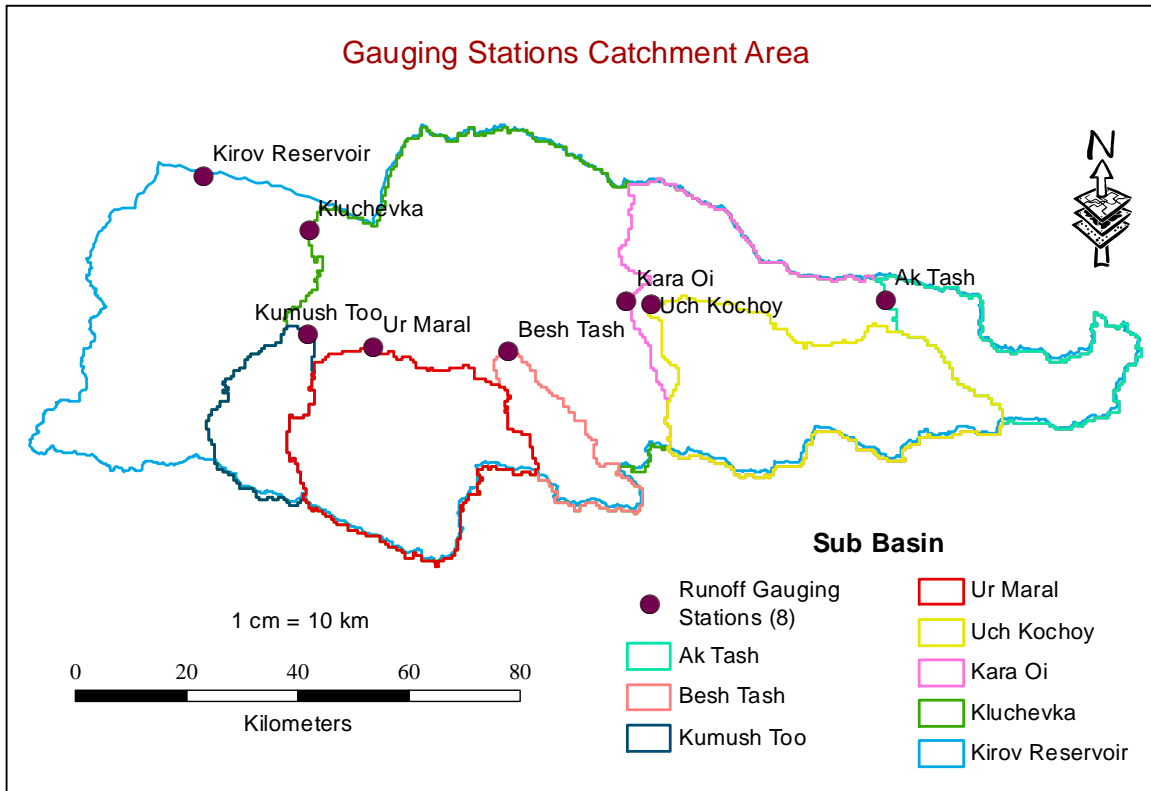 Gauging Stations Catchment Area
N
Kirov Reservoir
Kluchevka
Kara Oi
Ak Tash
Uch Kochoy
Kumush Too
Ur Maral
Besh Tash
Sub Basin
Runoff Gauging
Stations (8)
Ak Tash
Besh Tash
Kumush Too
Ur Maral
Uch Kochoy
Kara Oi
Kluchevka
Kirov Reservoir
1 cm = 10 km
0 20 40 60 80
Kilometers